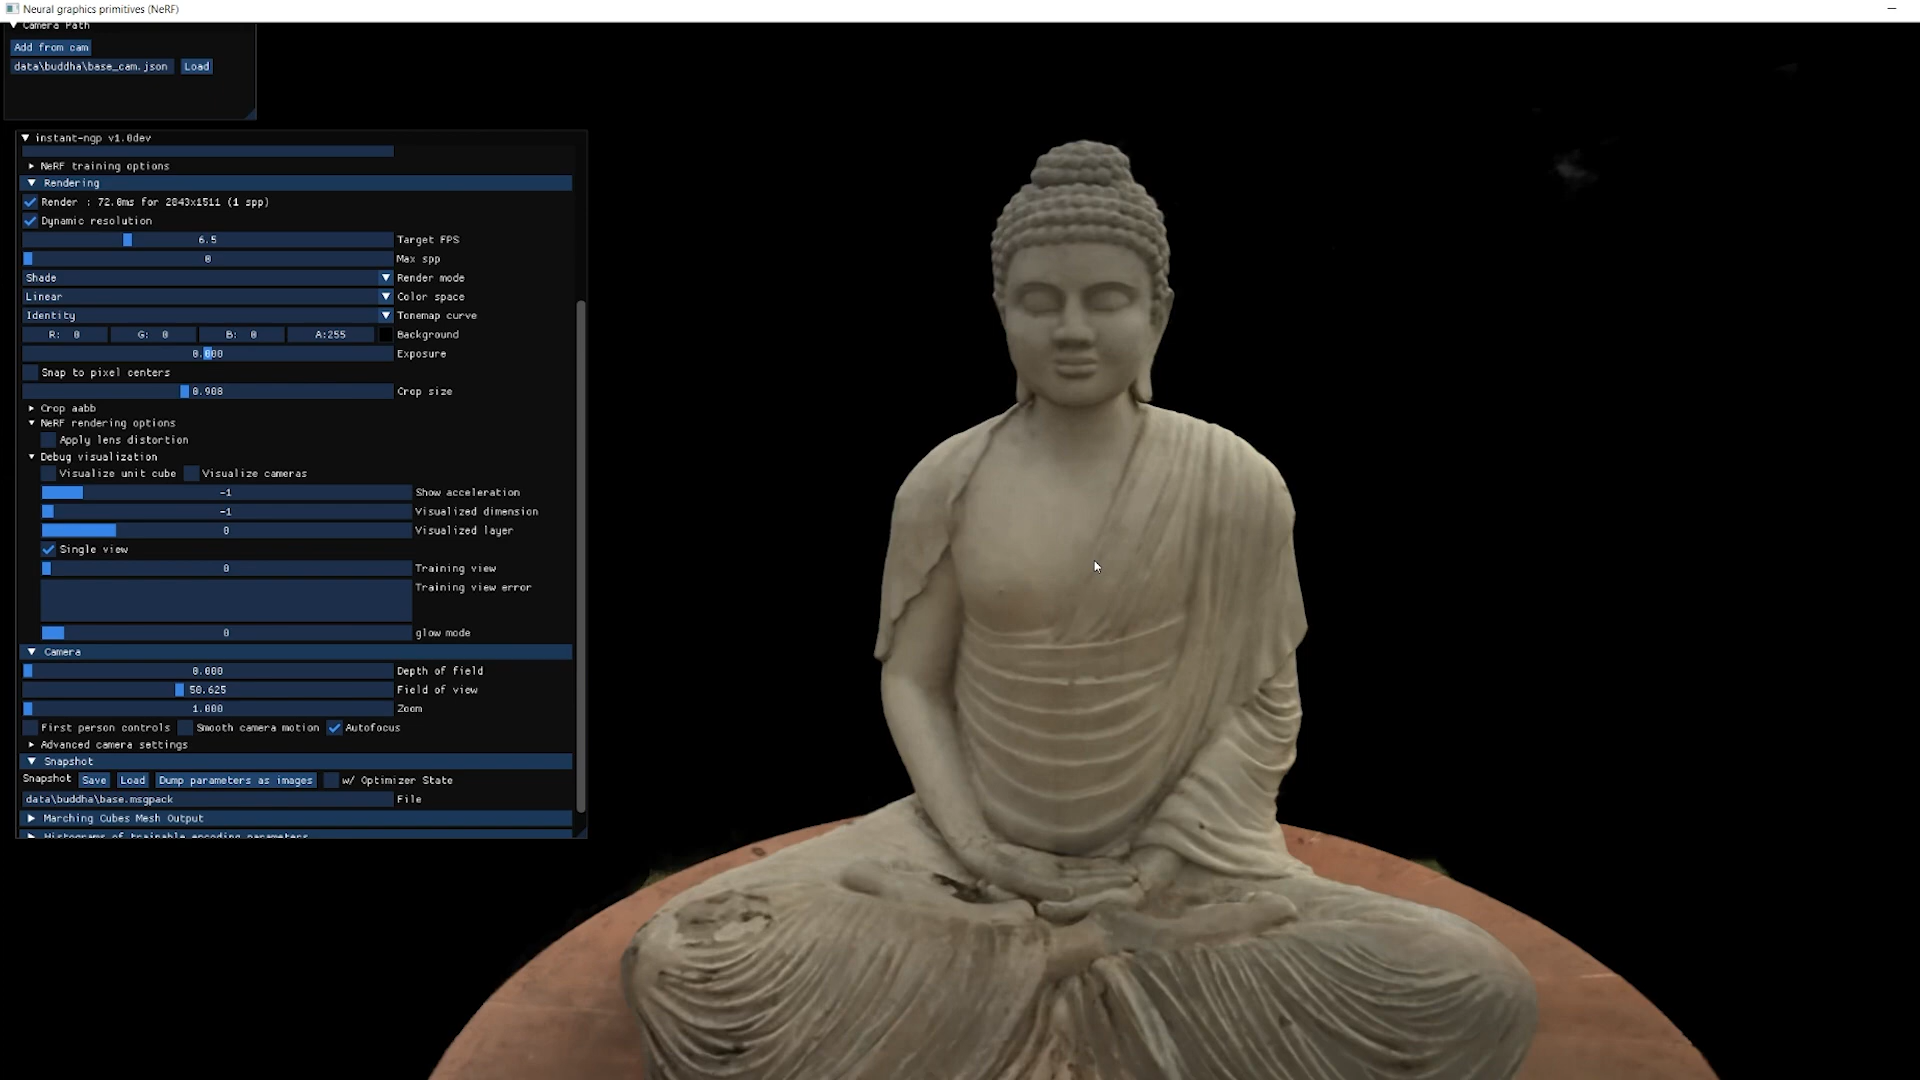 Neural graphics primitives (NeRF)
Camera Path
Add from cam
data\buddha\base_cam.json Load
instant-ngp v1.0dev
NeRF training options
Rendering
Render : 72.0ms for 2843x1511 (1 spp)
Dynamic resolution
6.5 Target FPS
0 Max spp
Shade Render mode
Linear Color space
Identity Tonemap curve
R: 0 G: 0 B: 0 A:255 Background
0.000 Exposure
Snap to pixel centers
0.908 Crop size
Crop aabb
NeRF rendering options
Apply lens distortion
Debug visualization
Visualize unit cube Visualize cameras
-1 Show acceleration
-1 Visualized dimension
0 Visualized layer
Single view
0 Training view
Training view error
0 glow mode
Camera
0.000 Depth of field
50.625 Field of view
1.000 Zoom
First person controls Smooth camera motion Autofocus
Advanced camera settings
Snapshot
Snapshot Save Load Dump parameters as images w/ Optimizer State
data\buddha\base.msgpack File
Marching Cubes Mesh Output
Histograms of trainable encoding parameters